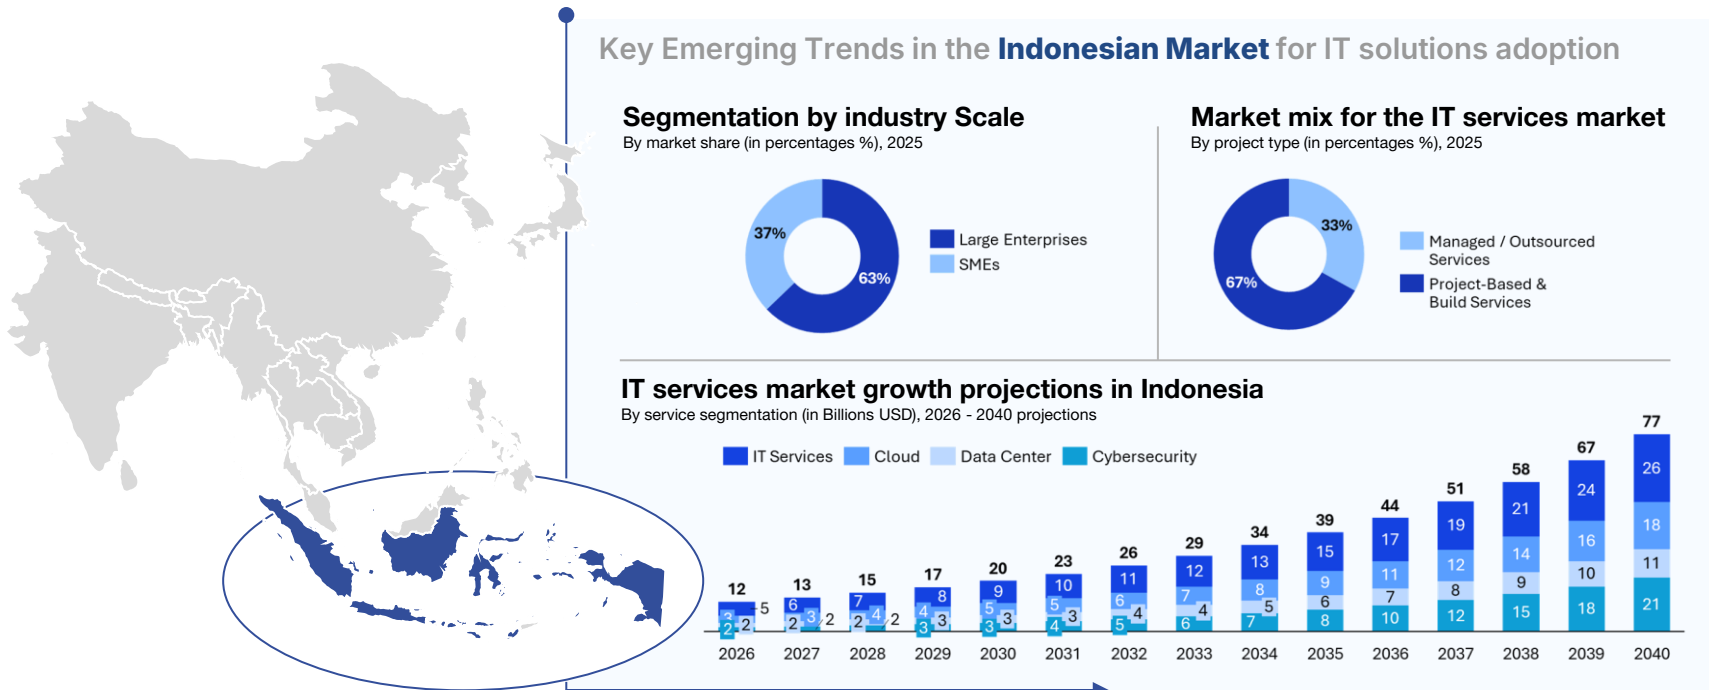 Key Emerging Trends in the Indonesian Market for IT solutions adoption
Segmentation by industry Scale
By market share (in percentages %), 2025
37%
63%
Large Enterprises
SMEs
Market mix for the IT services market
By project type (in percentages %), 2025
33%
67%
Managed / Outsourced
Services
Project-Based &
Build Services
IT services market growth projections in Indonesia
By service segmentation (in Billions USD), 2026 - 2040 projections
IT Services Cloud Data Center Cybersecurity
12 13 15 17 20 23 26 29 34 39 44 51 58 67 77
5 6 7 8 9 10 11 12 13 15 17 19 21 24 26
3 3 4 4 5 5 6 7 8 9 11 12 14 16 18
2 2 2 3 3 3 4 4 5 6 7 8 9 10 11
2 2 2 3 3 4 5 6 7 8 10 12 15 18 21
2026 2027 2028 2029 2030 2031 2032 2033 2034 2035 2036 2037 2038 2039 2040